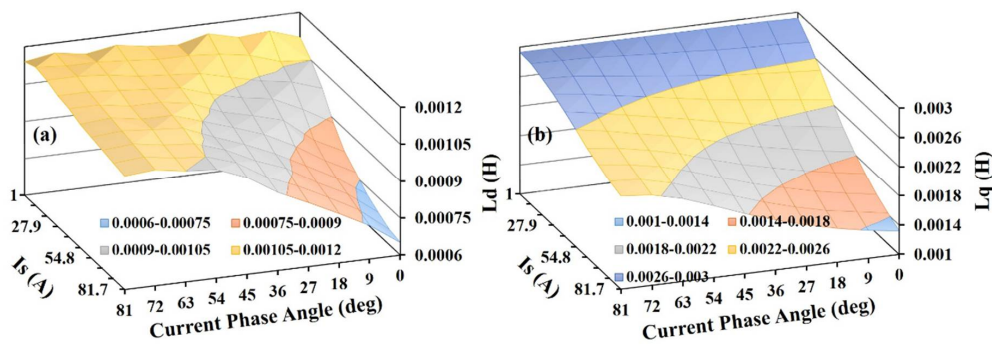 (a)
0.0012
0.00105
0.0009
0.00075
0.0006
Ld (H)
1
27.9
54.8
81.7
Is (A)
0.0006-0.00075
0.00075-0.0009
0.0009-0.00105
0.00105-0.0012
81 72 63 54 45 36 27 18 9 0
Current Phase Angle (deg)
(b)
0.003
0.0026
0.0022
0.0018
0.0014
0.001
Lq (H)
1
27.9
54.8
81.7
Is (A)
0.001-0.0014
0.0014-0.0018
0.0018-0.0022
0.0022-0.0026
0.0026-0.003
81 72 63 54 45 36 27 18 9 0
Current Phase Angle (deg)